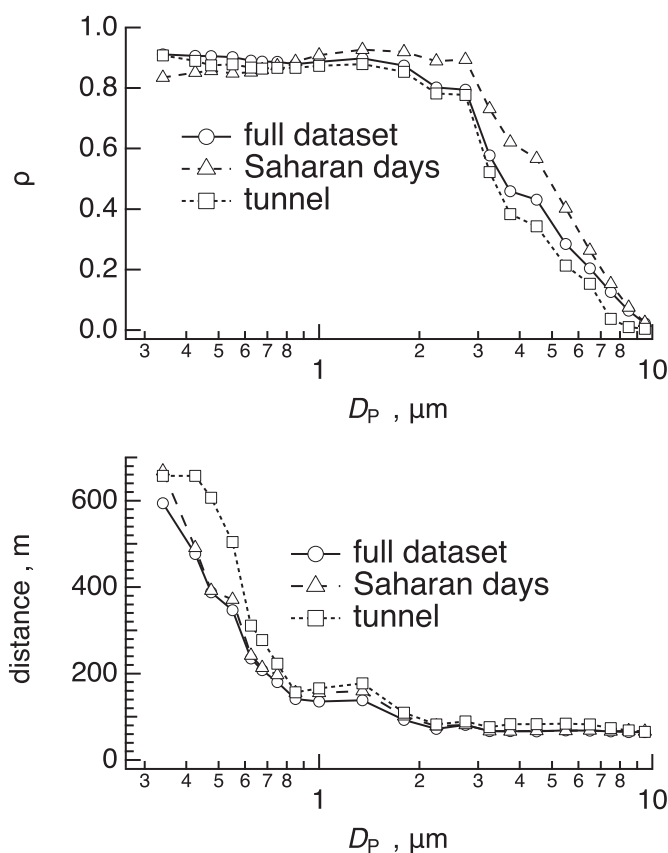 1.0
0.8
0.6
0.4
0.2
0.0
ρ
full dataset
Saharan days
tunnel
3 4 5 6 7 8 1 2 3 4 5 6 7 8 10
D_P , μm
600
400
200
0
distance , m
full dataset
Saharan days
tunnel
3 4 5 6 7 8 1 2 3 4 5 6 7 8 10
D_P , μm